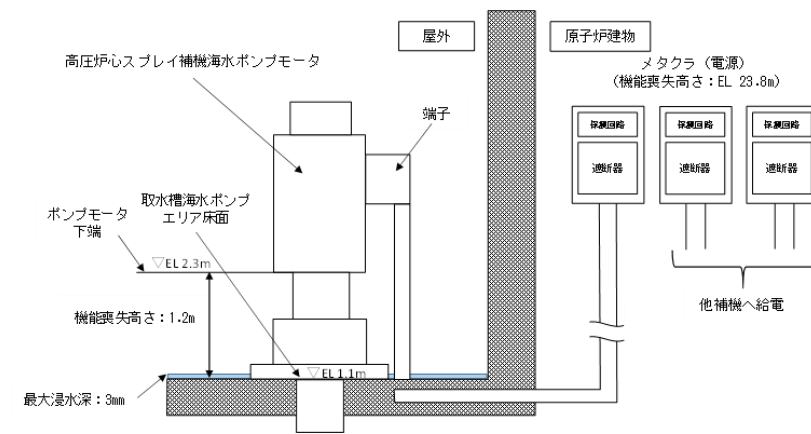 屋外
原子炉建物
高圧炉心スプレイ補機海水ポンプモータ
メタクラ（電源）
(機能喪失高さ：EL 23.8m)
端子
保護回路
保護回路
保護回路
遮断器
遮断器
遮断器
取水槽海水ポンプ
エリア床面
ポンプモータ
下端
▽EL 2.3m
機能喪失高さ：1.2m
他補機へ給電
▽EL 1.1m
最大浸水深：3mm